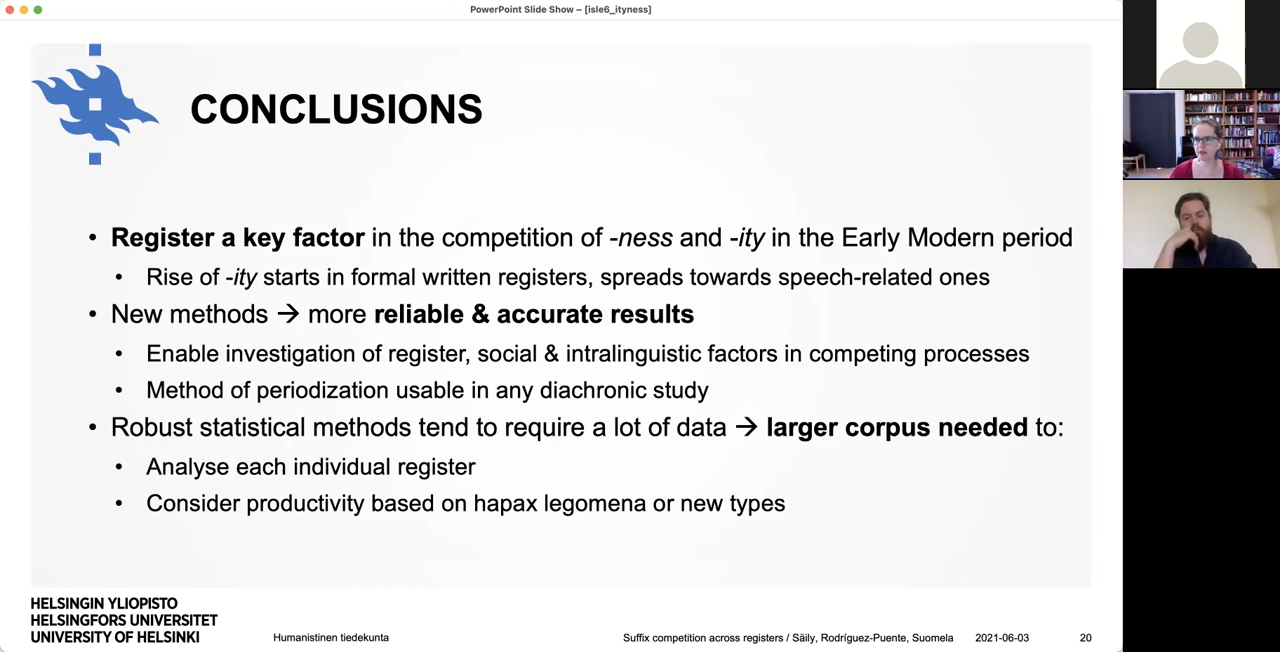 PowerPoint Slide Show – [isle6_ityness]
CONCLUSIONS
• Register a key factor in the competition of -ness and -ity in the Early Modern period
• Rise of -ity starts in formal written registers, spreads towards speech-related ones
• New methods → more reliable & accurate results
• Enable investigation of register, social & intralinguistic factors in competing processes
• Method of periodization usable in any diachronic study
• Robust statistical methods tend to require a lot of data → larger corpus needed to:
• Analyse each individual register
• Consider productivity based on hapax legomena or new types
HELSINGIN YLIOPISTO
HELSINGFORS UNIVERSITET
UNIVERSITY OF HELSINKI
Humanistinen tiedekunta
Suffix competition across registers / Säily, Rodríguez-Puente, Suomela
2021-06-03
20